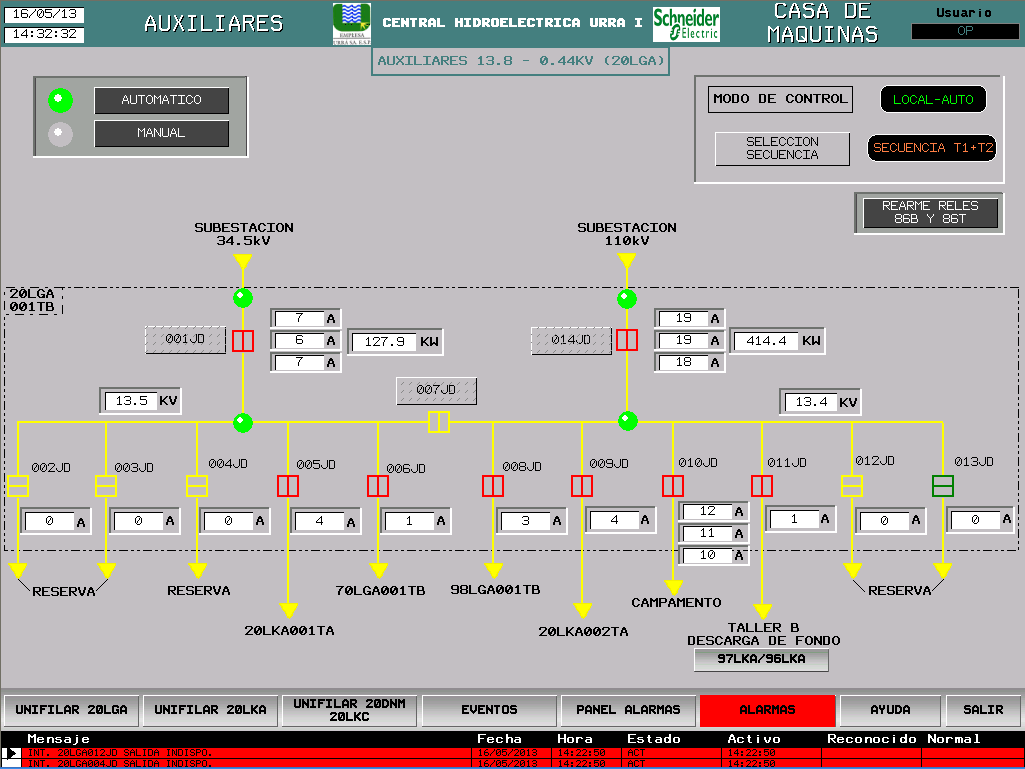 16/05/13
14:32:32
AUXILIARES
EMPRESA
URRA S.A E.S.P
CENTRAL HIDROELECTRICA URRA I
Schneider
Electric
CASA DE
MAQUINAS
Usuario
OP
AUXILIARES 13.8 - 0.44KV (20LGA)
AUTOMATICO
MANUAL
MODO DE CONTROL
LOCAL-AUTO
SELECCION
SECUENCIA
SECUENCIA T1+T2
REARME RELES
86B Y 86T
SUBESTACION
34.5kV
SUBESTACION
110kV
20LGA
001TB
001JD
7 A
6 A
7 A
127.9 KW
014JD
19 A
19 A
18 A
414.4 KW
007JD
13.5 KV
13.4 KV
002JD
003JD
004JD
005JD
006JD
008JD
009JD
010JD
011JD
012JD
013JD
0 A
0 A
0 A
4 A
1 A
3 A
4 A
12 A
11 A
10 A
1 A
0 A
0 A
RESERVA
RESERVA
70LGA001TB
98LGA001TB
CAMPAMENTO
RESERVA
20LKA001TA
20LKA002TA
TALLER B
DESCARGA DE FONDO
97LKA/96LKA
UNIFILAR 20LGA
UNIFILAR 20LKA
UNIFILAR 20DNM
20LKC
EVENTOS
PANEL ALARMAS
ALARMAS
AYUDA
SALIR
Mensaje Fecha Hora Estado Activo Reconocido Normal
INT. 20LGA012JD SALIDA INDISPO. 16/05/2013 14:22:50 ACT 14:22:50
INT. 20LGA004JD SALIDA INDISPO. 16/05/2013 14:22:50 ACT 14:22:50